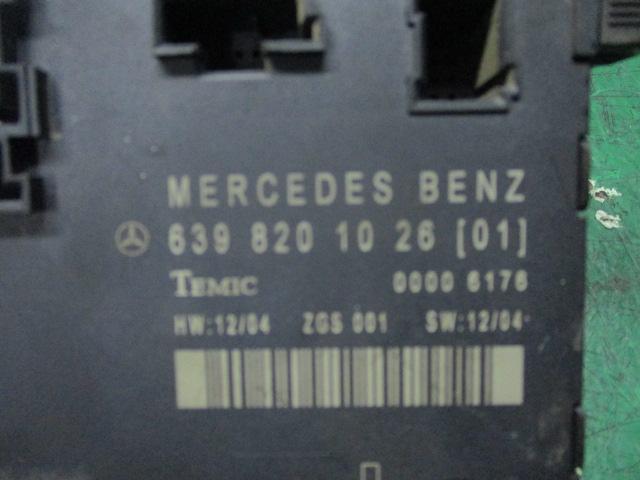 MERCEDES BENZ
639 820 10 26 [01]
TEMIC 0000 6176
HW:12/04 ZGS 001 SW:12/04